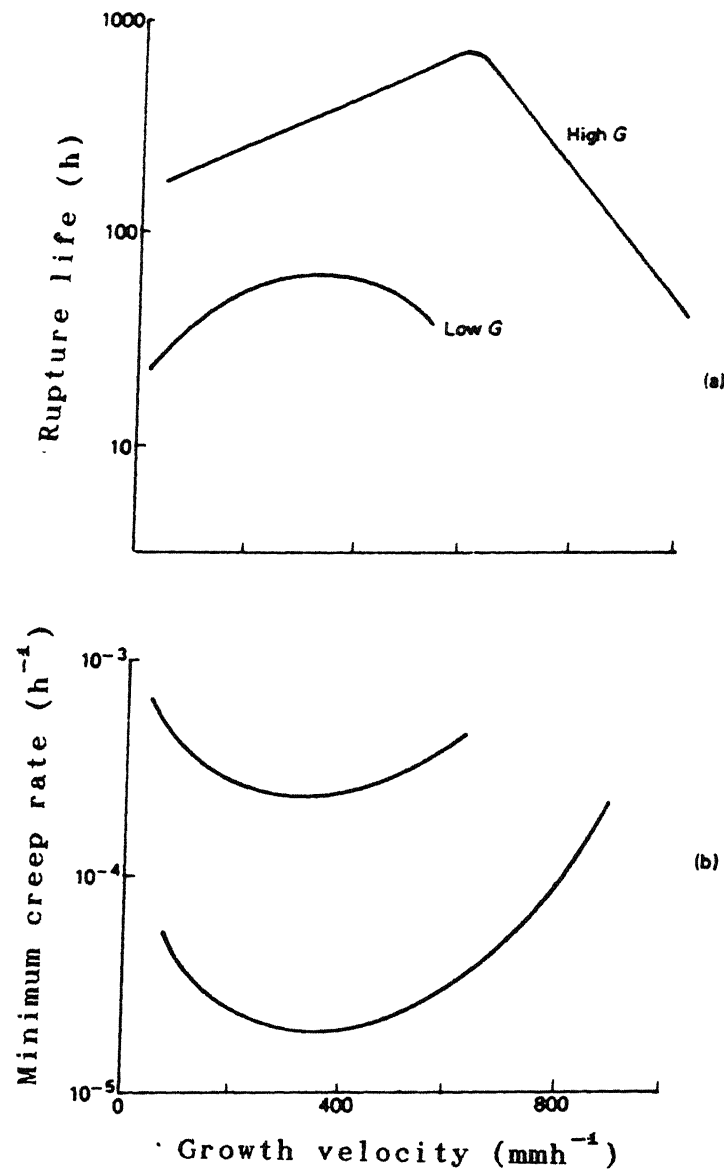 1000
100
10
Rupture life (h)
High G
Low G
(a)
Minimum creep rate (h⁻¹)
10⁻³
10⁻⁴
10⁻⁵
(b)
0 400 800
Growth velocity (mmh⁻¹)